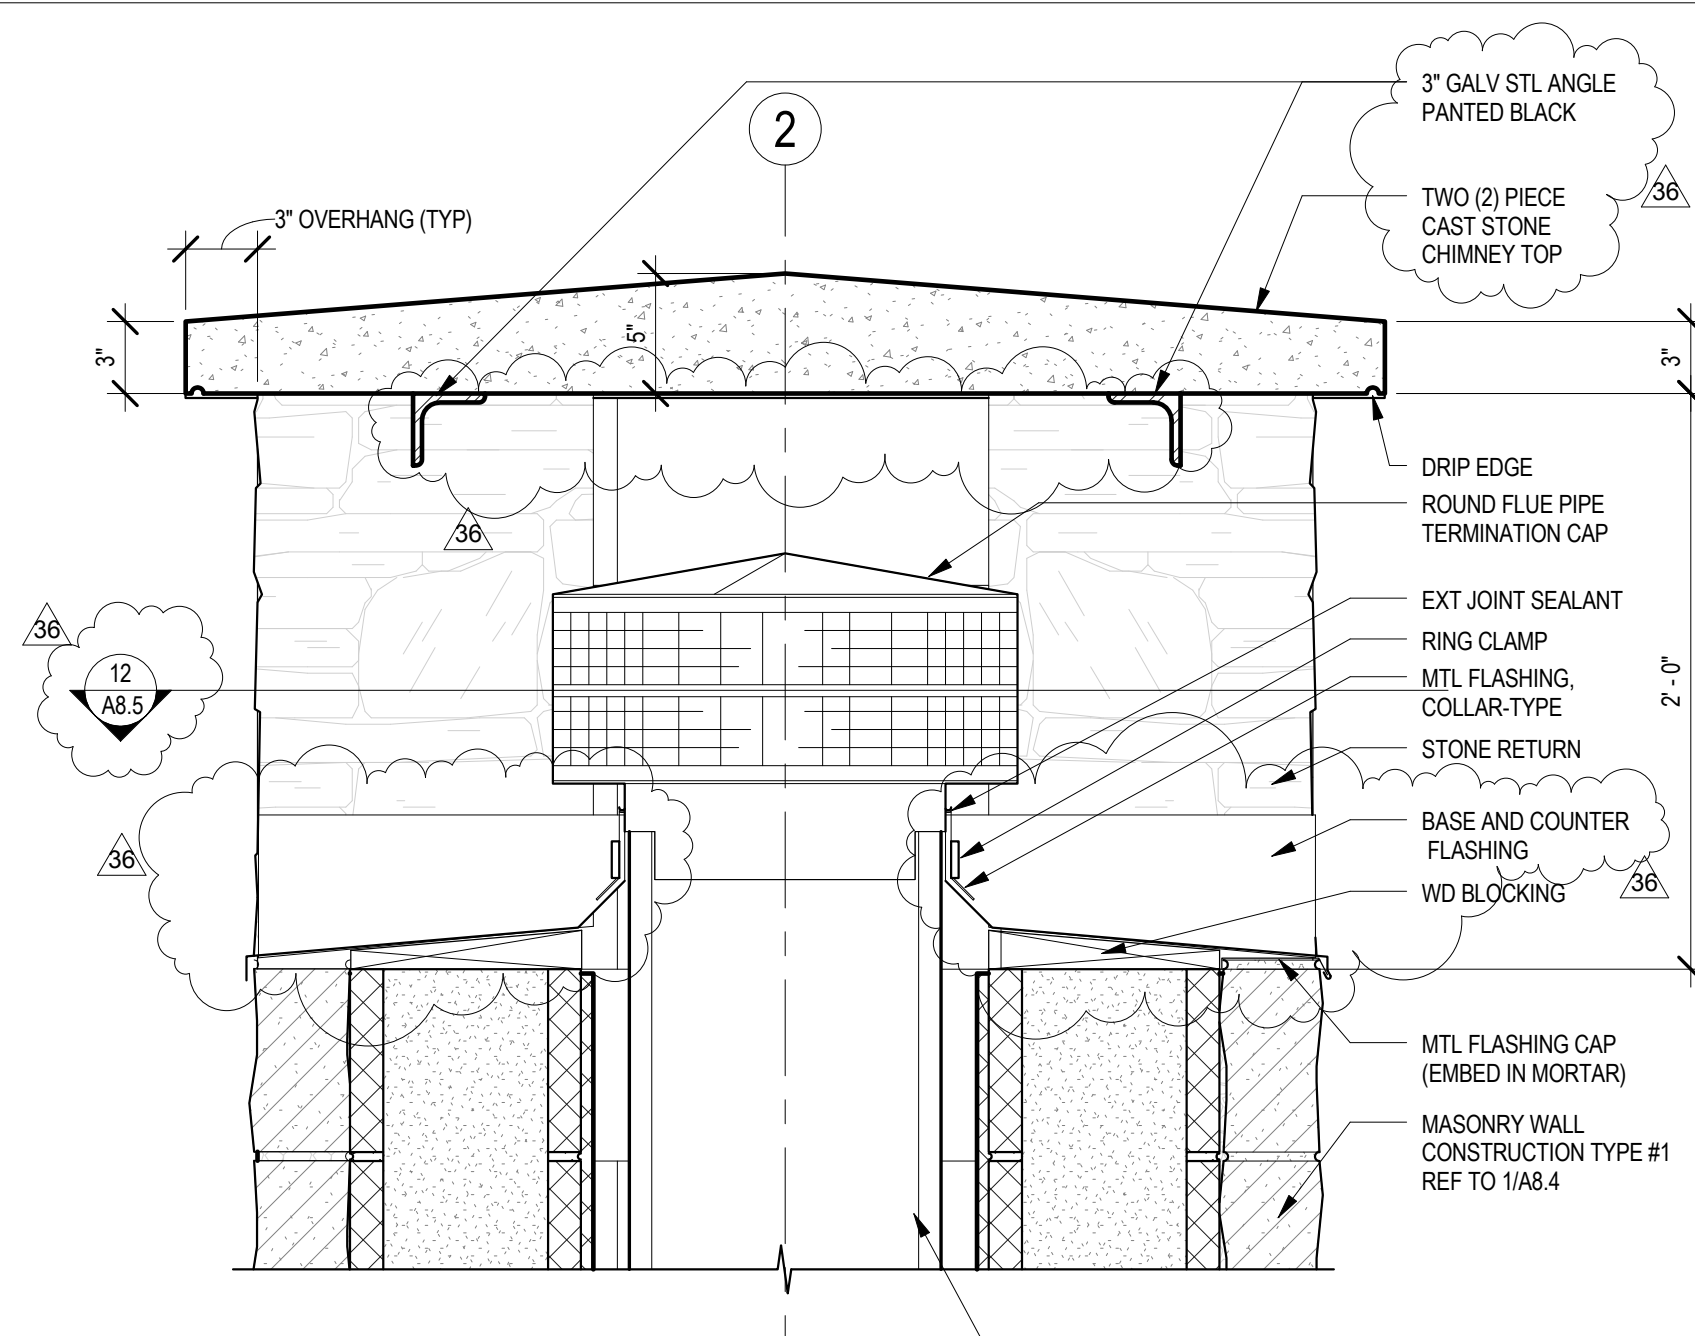 3" GALV STL ANGLE
PANTED BLACK
2
36
TWO (2) PIECE
CAST STONE
CHIMNEY TOP
3" OVERHANG (TYP)
3"
5"
3"
DRIP EDGE
ROUND FLUE PIPE
TERMINATION CAP
36
EXT JOINT SEALANT
36
RING CLAMP
12
A8.5
MTL FLASHING,
COLLAR-TYPE
2' - 0"
STONE RETURN
BASE AND COUNTER
FLASHING
36
36
WD BLOCKING
MTL FLASHING CAP
(EMBED IN MORTAR)
MASONRY WALL
CONSTRUCTION TYPE #1
REF TO 1/A8.4